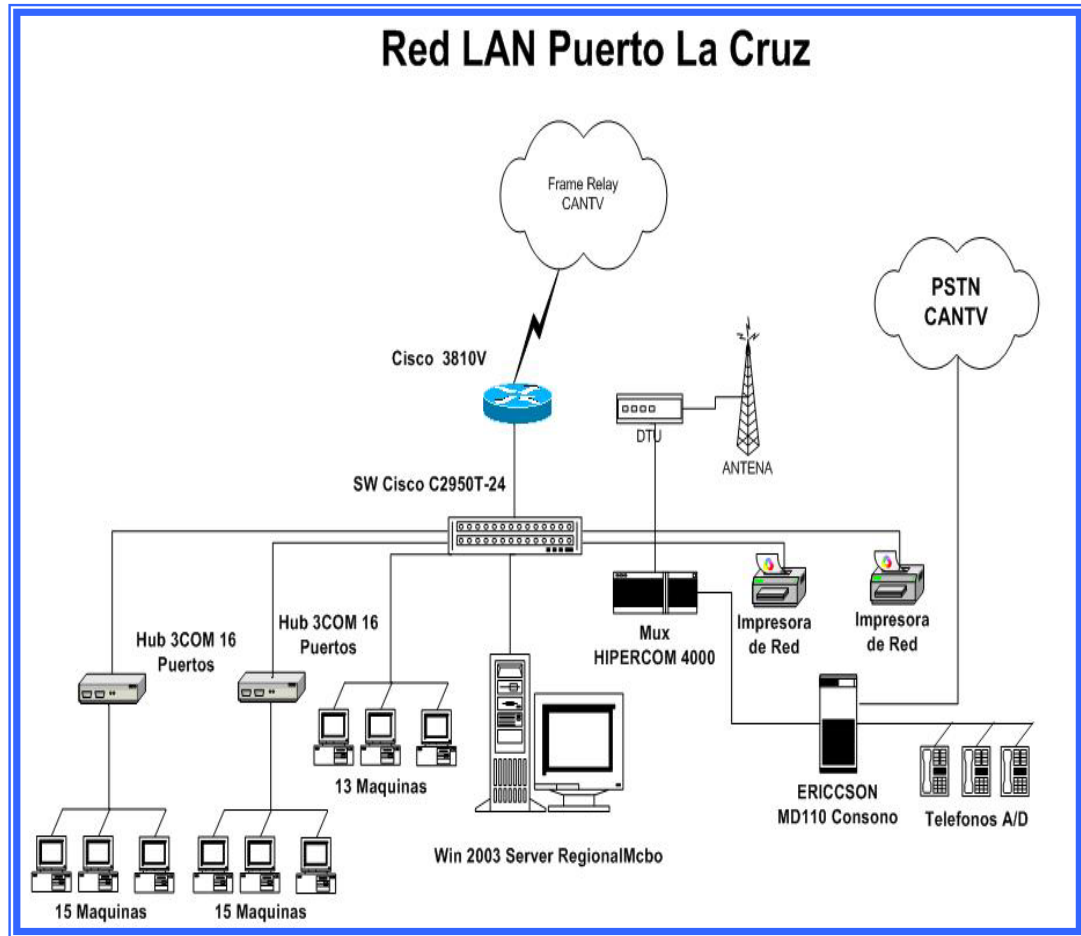 Red LAN Puerto La Cruz
Frame Relay
CANTV
PSTN
CANTV
Cisco 3810V
DTU
ANTENA
SW Cisco C2950T-24
Hub 3COM 16
Puertos
Hub 3COM 16
Puertos
Mux
HIPERCOM 4000
Impresora
de Red
Impresora
de Red
13 Maquinas
ERICCSON
MD110 Consono
Telefonos A/D
Win 2003 Server RegionalMcbo
15 Maquinas
15 Maquinas